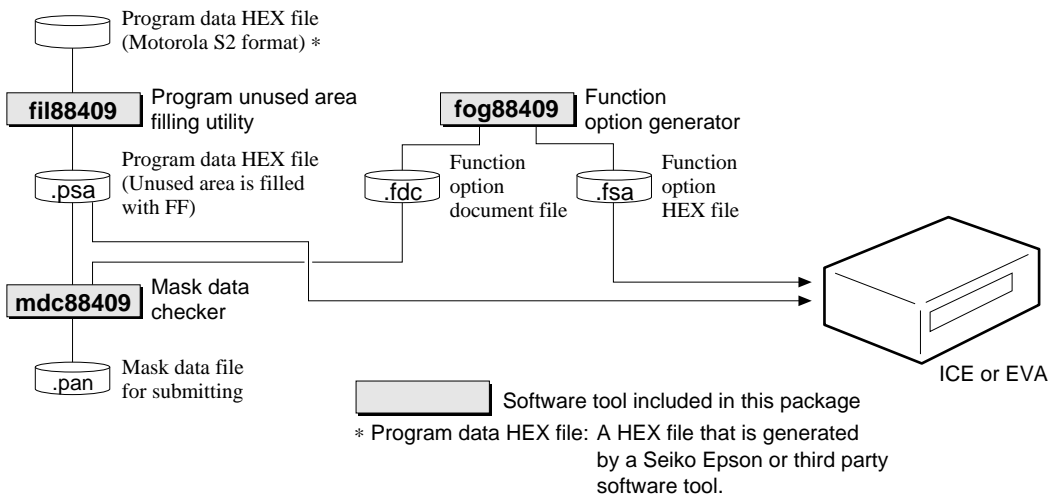 Program data HEX file
(Motorola S2 format) *
fil88409
Program unused area
filling utility
fog88409
Function
option generator
.psa
Program data HEX file
(Unused area is filled
with FF)
.fdc
Function
option
document file
.fsa
Function
option
HEX file
mdc88409
Mask data
checker
.pan
Mask data file
for submitting
ICE or EVA
Software tool included in this package
* Program data HEX file: A HEX file that is generated
by a Seiko Epson or third party
software tool.